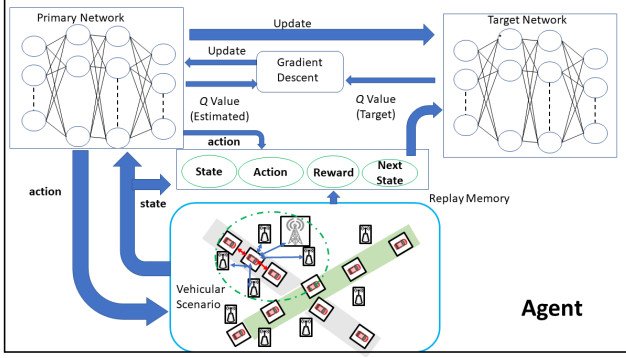 Primary Network
Update
Target Network
Update
Gradient
Descent
Q Value
(Estimated)
Q Value
(Target)
action
State
Action
Reward
Next
State
action
state
Replay Memory
Vehicular
Scenario
Agent